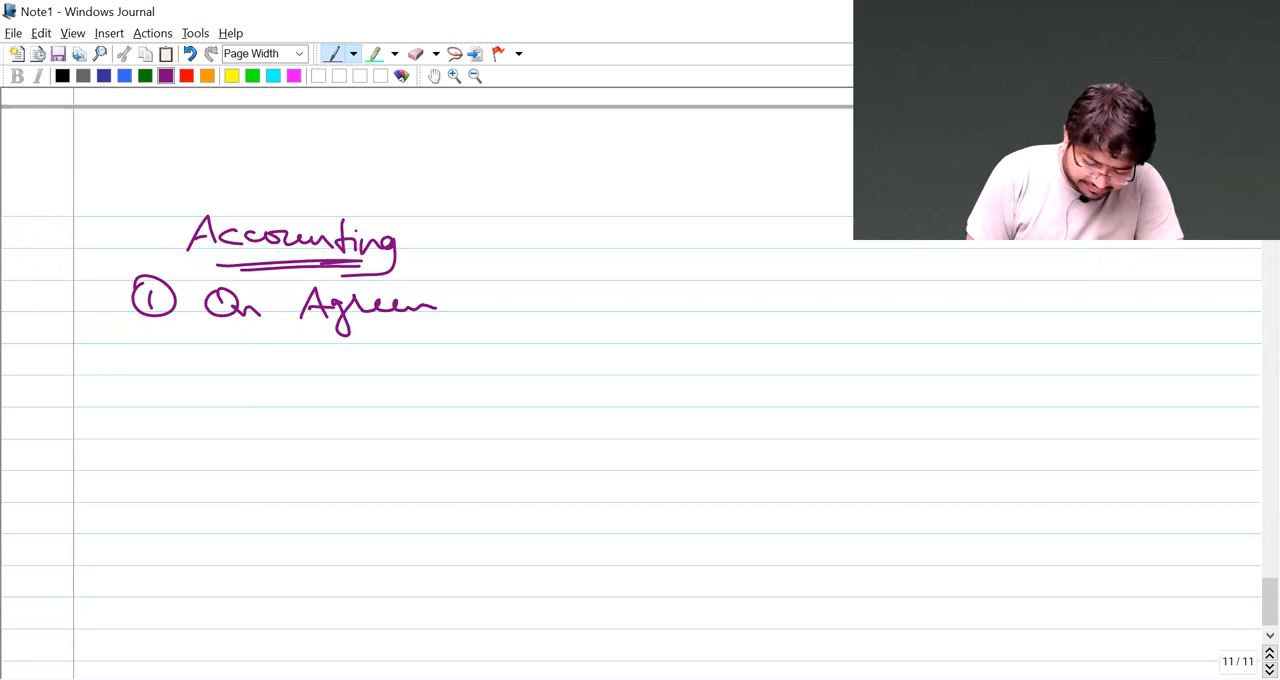 Note1 - Windows Journal
File Edit View Insert Actions Tools Help
Page Width
B I
Accounting
① On Agreem
11 / 11